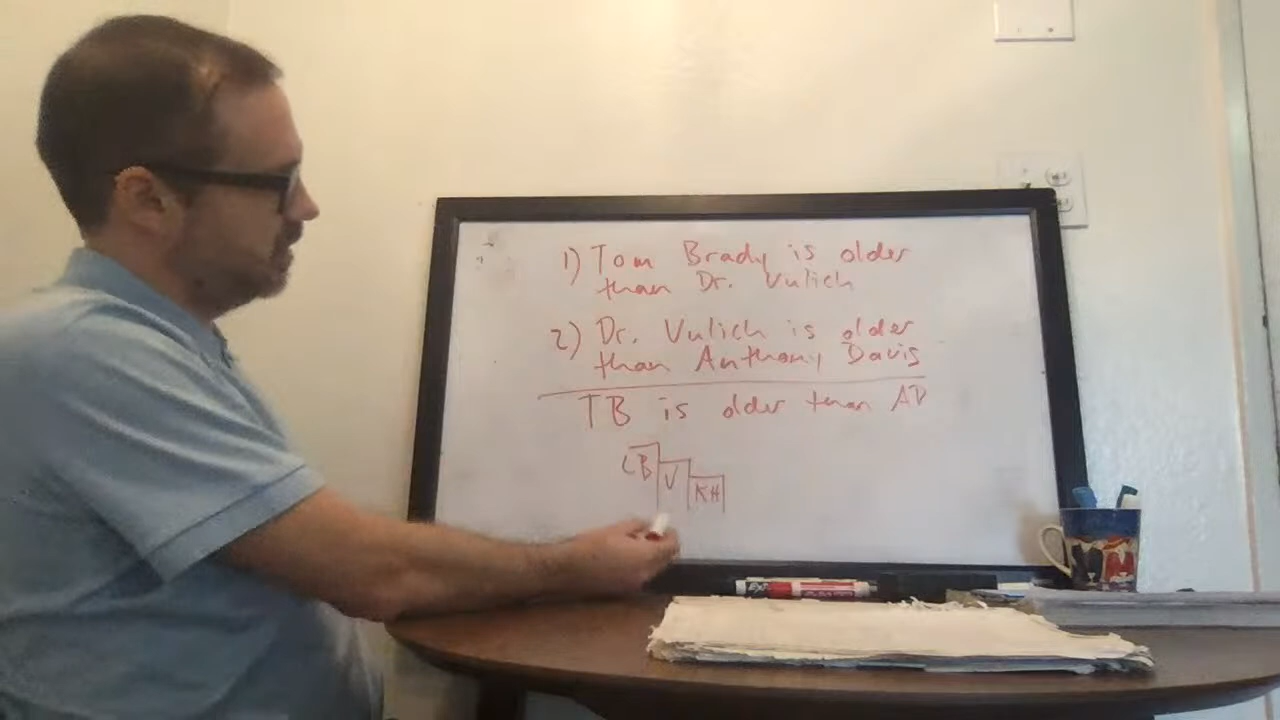 1) Tom Brady is older
than Dr. Vulich
2) Dr. Vulich is older
than Anthony Davis
TB is older than AD
LB V KH